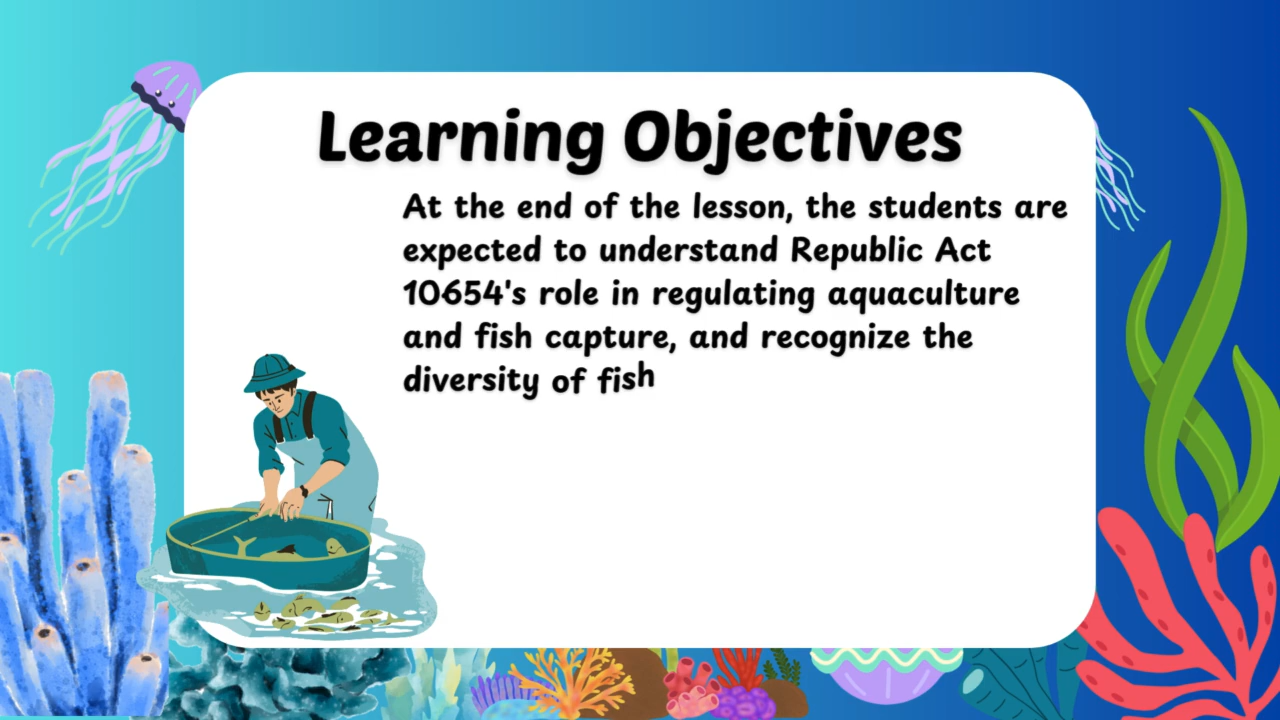 Learning Objectives
At the end of the lesson, the students are
expected to understand Republic Act
10654's role in regulating aquaculture
and fish capture, and recognize the
diversity of fish